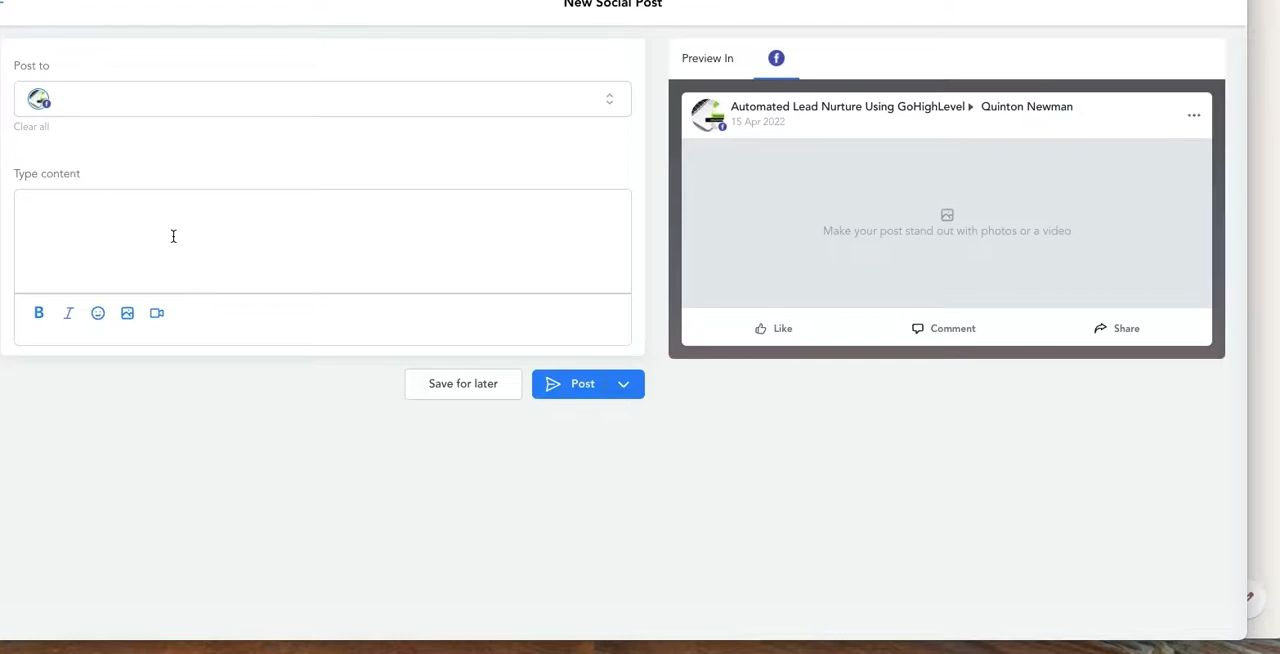 New Social Post
Post to
Clear all
Type content
B I
Save for later
Post
Preview In
Automated Lead Nurture Using GoHighLevel Quinton Newman
15 Apr 2022
Make your post stand out with photos or a video
Like Comment Share